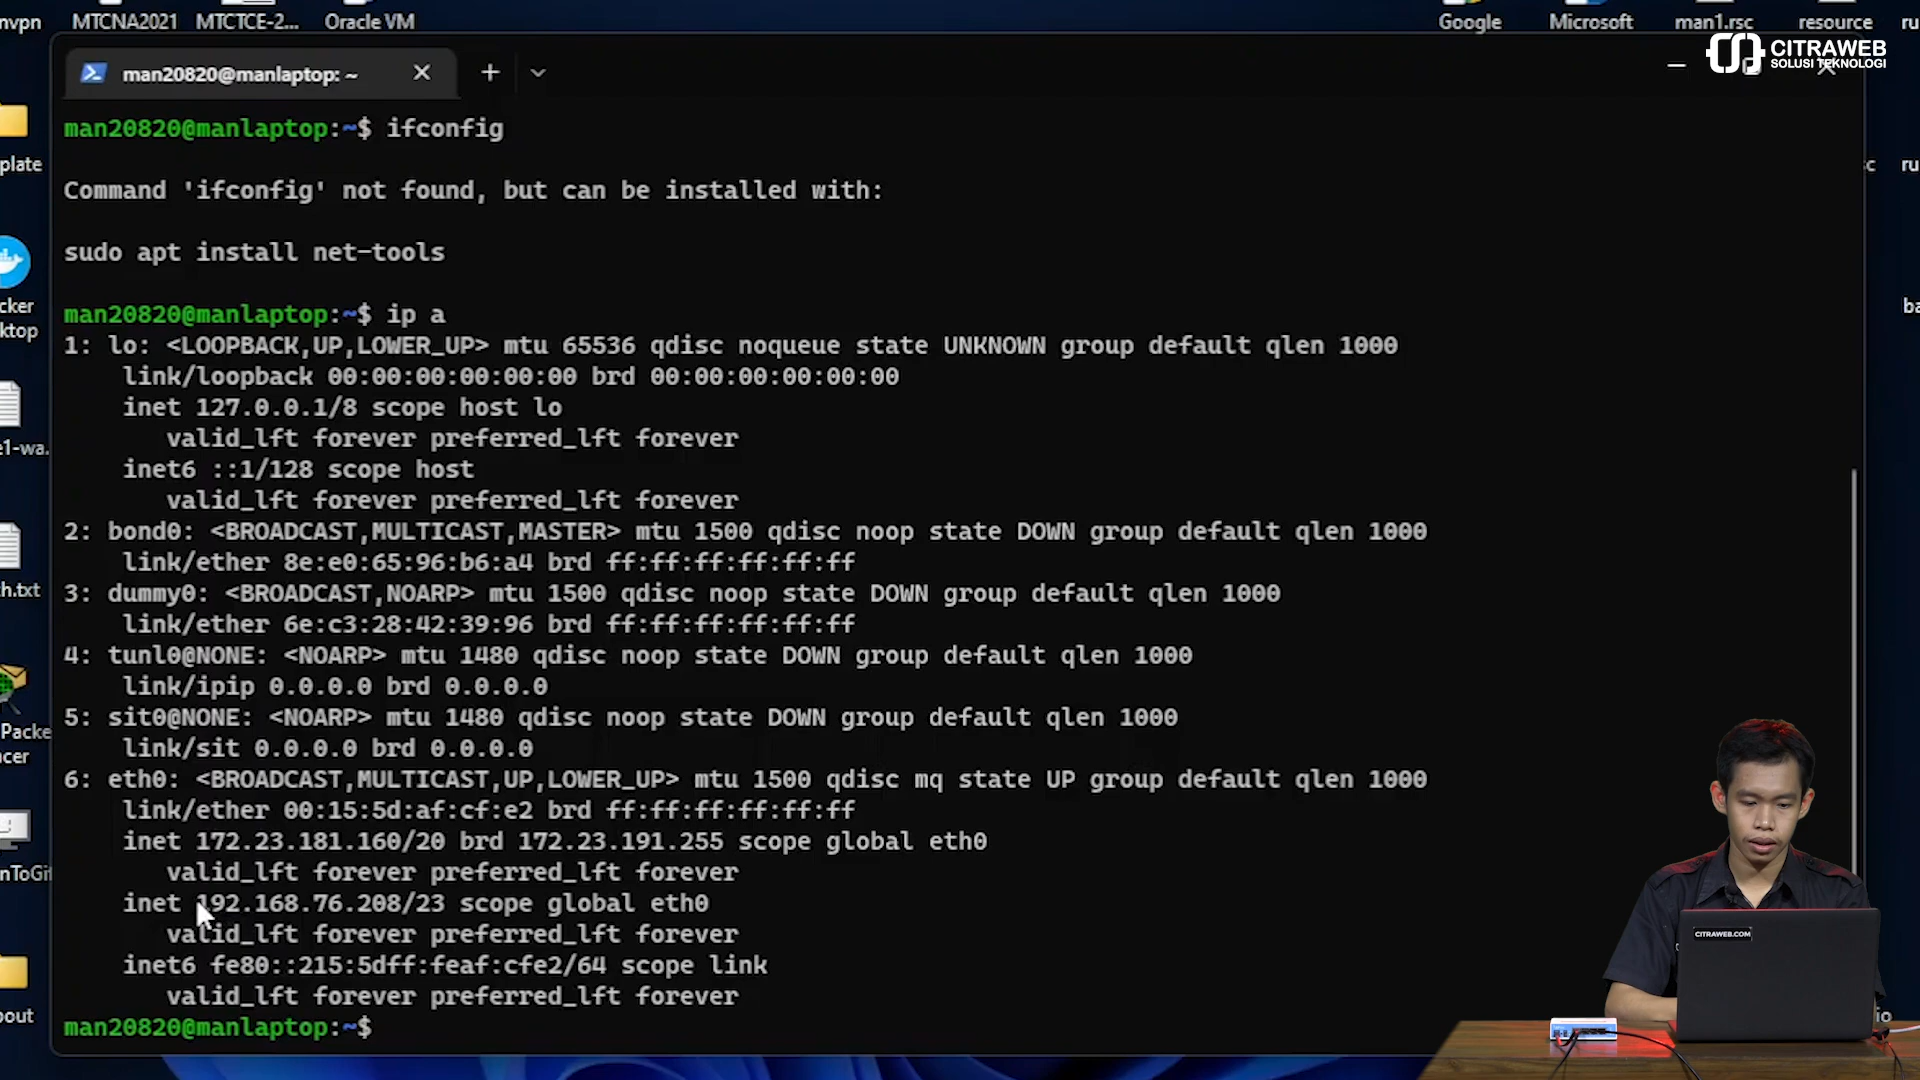 nvpn
MTCNA2021
MTCTCE-2...
Oracle VM
Google
Microsoft
man1.rsc
resource
ru
CITRAWEB
SOLUSI TEKNOLOGI
man20820@manlaptop: ~
man20820@manlaptop:~$ ifconfig
Command 'ifconfig' not found, but can be installed with:
sudo apt install net-tools
man20820@manlaptop:~$ ip a
1: lo: <LOOPBACK,UP,LOWER_UP> mtu 65536 qdisc noqueue state UNKNOWN group default qlen 1000
link/loopback 00:00:00:00:00:00 brd 00:00:00:00:00:00
inet 127.0.0.1/8 scope host lo
valid_lft forever preferred_lft forever
inet6 ::1/128 scope host
valid_lft forever preferred_lft forever
2: bond0: <BROADCAST,MULTICAST,MASTER> mtu 1500 qdisc noop state DOWN group default qlen 1000
link/ether 8e:e0:65:96:b6:a4 brd ff:ff:ff:ff:ff:ff
3: dummy0: <BROADCAST,NOARP> mtu 1500 qdisc noop state DOWN group default qlen 1000
link/ether 6e:c3:28:42:39:96 brd ff:ff:ff:ff:ff:ff
4: tunl0@NONE: <NOARP> mtu 1480 qdisc noop state DOWN group default qlen 1000
link/ipip 0.0.0.0 brd 0.0.0.0
5: sit0@NONE: <NOARP> mtu 1480 qdisc noop state DOWN group default qlen 1000
link/sit 0.0.0.0 brd 0.0.0.0
6: eth0: <BROADCAST,MULTICAST,UP,LOWER_UP> mtu 1500 qdisc mq state UP group default qlen 1000
link/ether 00:15:5d:af:cf:e2 brd ff:ff:ff:ff:ff:ff
inet 172.23.181.160/20 brd 172.23.191.255 scope global eth0
valid_lft forever preferred_lft forever
inet 192.168.76.208/23 scope global eth0
valid_lft forever preferred_lft forever
inet6 fe80::215:5dff:feaf:cfe2/64 scope link
valid_lft forever preferred_lft forever
man20820@manlaptop:~$
plate
cker
ktop
e1-wa.
h.txt
Packe
cer
nToGif
bout
c
ru
ba
io
CITRAWEB.COM